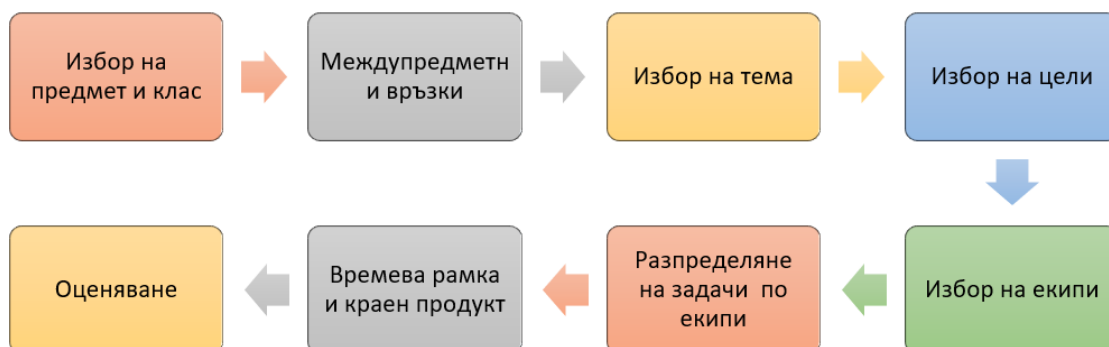 Избор на
предмет и клас
Междупредметн
и връзки
Избор на тема
Избор на цели
Избор на екипи
Разпределяне
на задачи  по
екипи
Времева рамка
и краен продукт
Оценяване